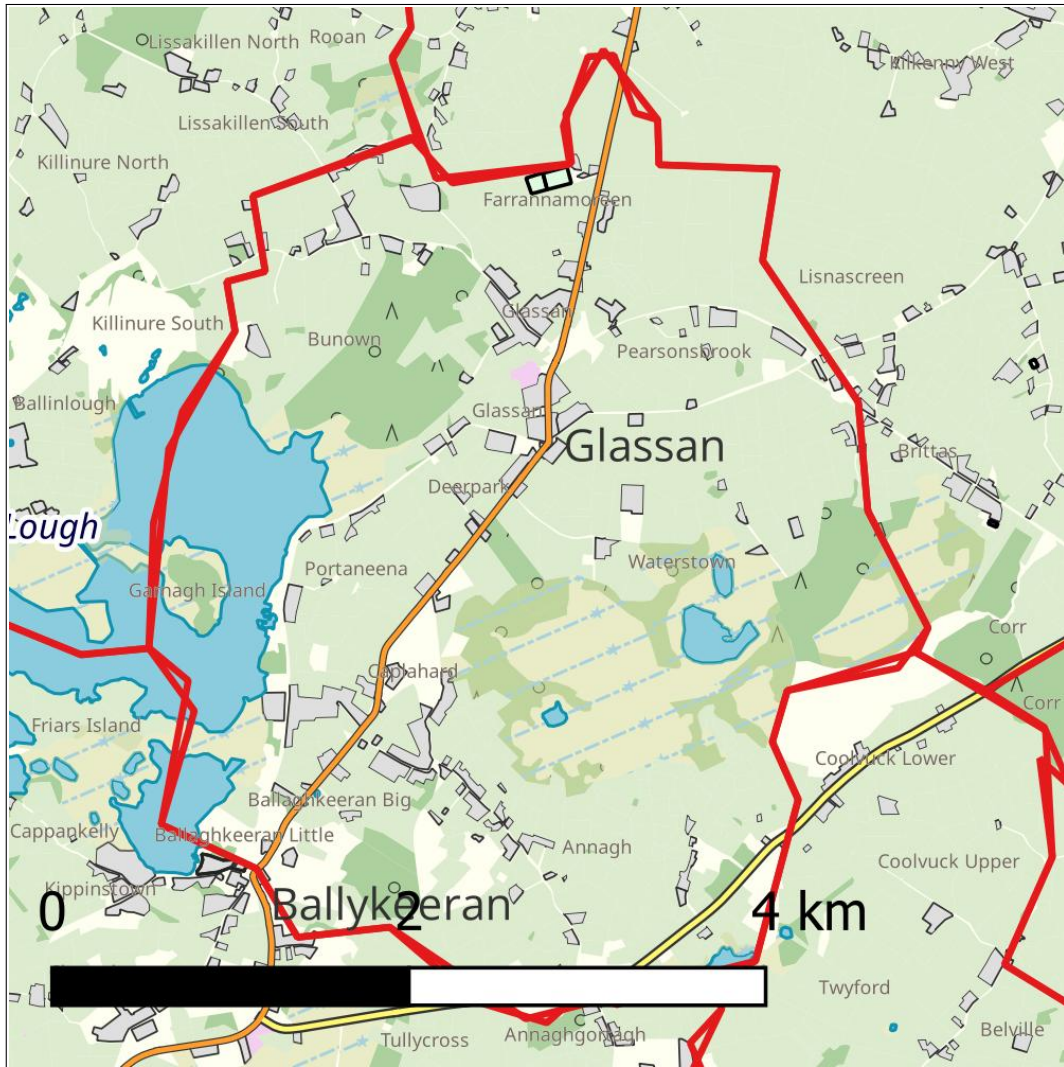 Lissakillen North
Rooan
Kilkenny West
Lissakillen South
Killinure North
Farrannamoreen
Lisnascreen
Killinure South
Glassan
Bunown
Pearsonsbrook
Ballinlough
Glassan
Glassan
Brittas
Deerpark
Lough
Portaneena
Waterstown
Garnagh Island
Corr
Caplahard
Corr
Friars Island
Coolvuck Lower
Ballaghkeeran Big
Cappankelly
Ballaghkeeran Little
Annagh
Coolvuck Upper
Kippinstown
Ballykeeran
0
2
4 km
Twyford
Tullycross
Annaghgortagh
Belville